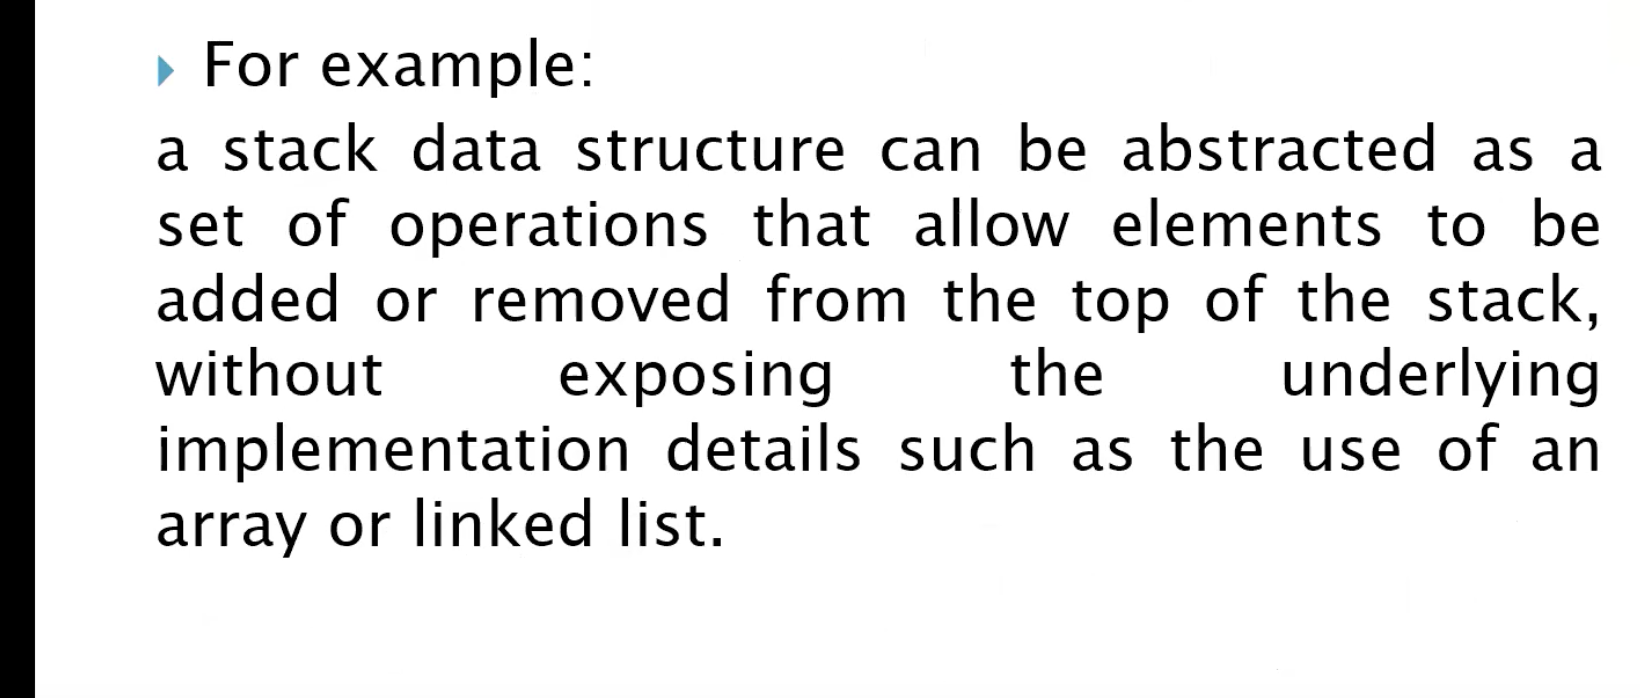 For example:
a stack data structure can be abstracted as a
set of operations that allow elements to be
added or removed from the top of the stack,
without exposing the underlying
implementation details such as the use of an
array or linked list.